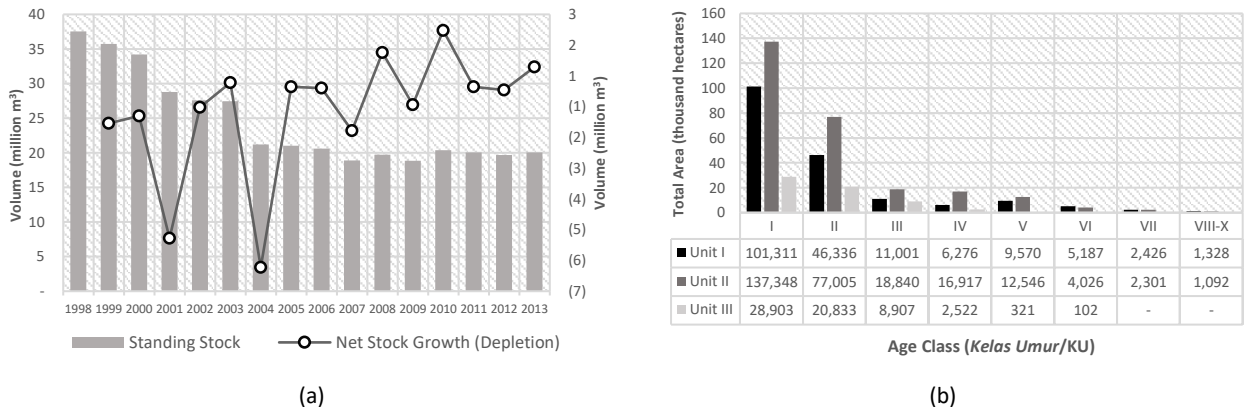 Volume (million m³)
40
35
30
25
20
15
10
5
-
3
2
1
(1)
(2)
(3)
(4)
(5)
(6)
(7)
Volume (million m³)
1998 1999 2000 2001 2002 2003 2004 2005 2006 2007 2008 2009 2010 2011 2012 2013
Standing Stock Net Stock Growth (Depletion)
(a)
Total Area (thousand hectares)
160
140
120
100
80
60
40
20
0
I II III IV V VI VII VIII-X
Unit I 101,311 46,336 11,001 6,276 9,570 5,187 2,426 1,328
Unit II 137,348 77,005 18,840 16,917 12,546 4,026 2,301 1,092
Unit III 28,903 20,833 8,907 2,522 321 102 - -
Age Class (Kelas Umur/KU)
(b)